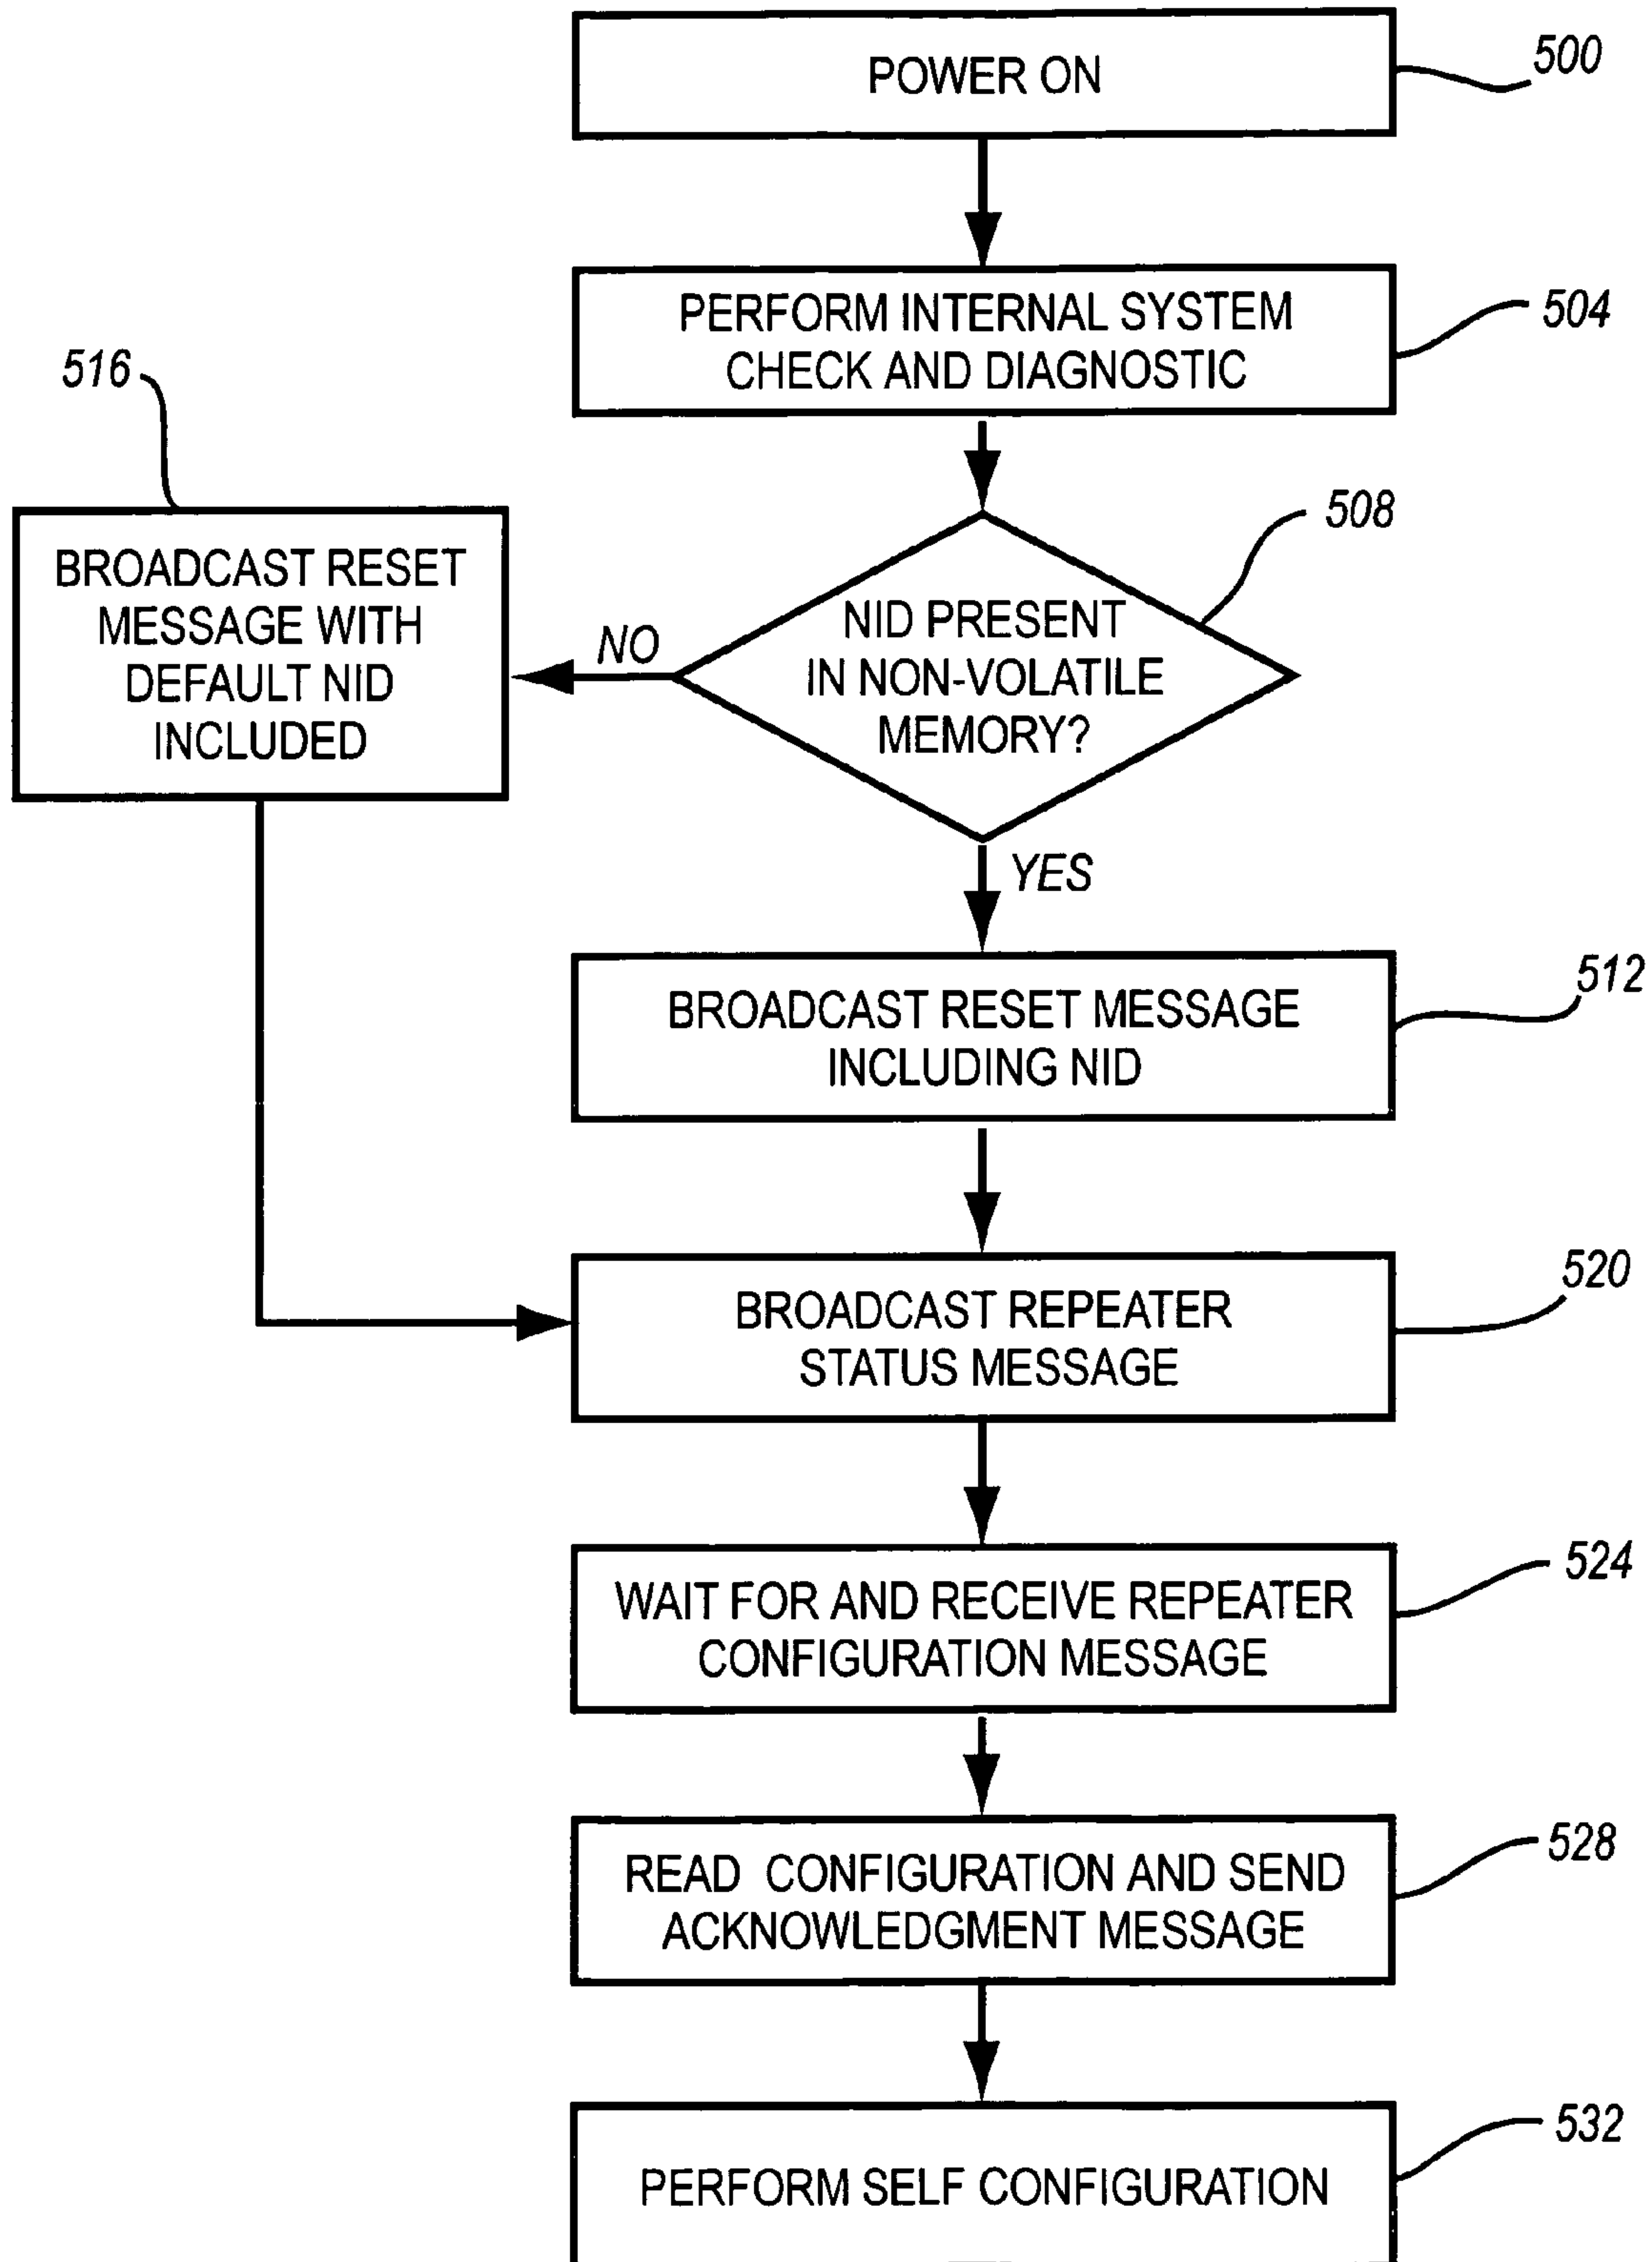 POWER ON
500
PERFORM INTERNAL SYSTEM
CHECK AND DIAGNOSTIC
504
516
508
BROADCAST RESET
MESSAGE WITH
DEFAULT NID
INCLUDED
NO
NID PRESENT
IN NON-VOLATILE
MEMORY?
YES
BROADCAST RESET MESSAGE
INCLUDING NID
512
BROADCAST REPEATER
STATUS MESSAGE
520
WAIT FOR AND RECEIVE REPEATER
CONFIGURATION MESSAGE
524
READ CONFIGURATION AND SEND
ACKNOWLEDGMENT MESSAGE
528
PERFORM SELF CONFIGURATION
532